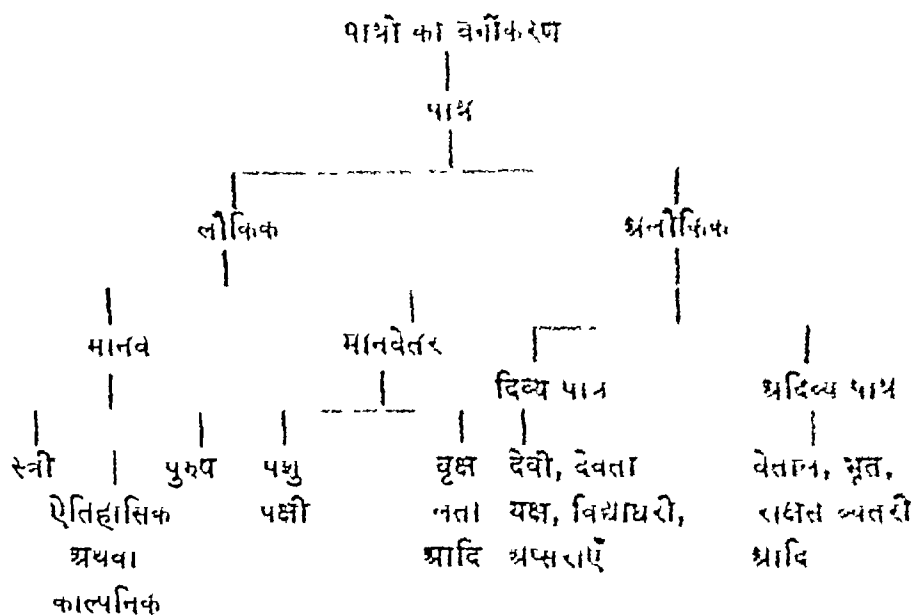 पात्रो का वर्गीकरण
पात्र
लौकिक अलौकिक
मानव मानवेतर
दिव्य पात्र अदिव्य पात्र
स्त्री पुरुष पशु वृक्ष देवी, देवता वेताल, भूत,
ऐतिहासिक पक्षी लता यक्ष, विद्याधरी, राक्षस व्यतरी
अथवा आदि अप्सराएँ आदि
काल्पनिक